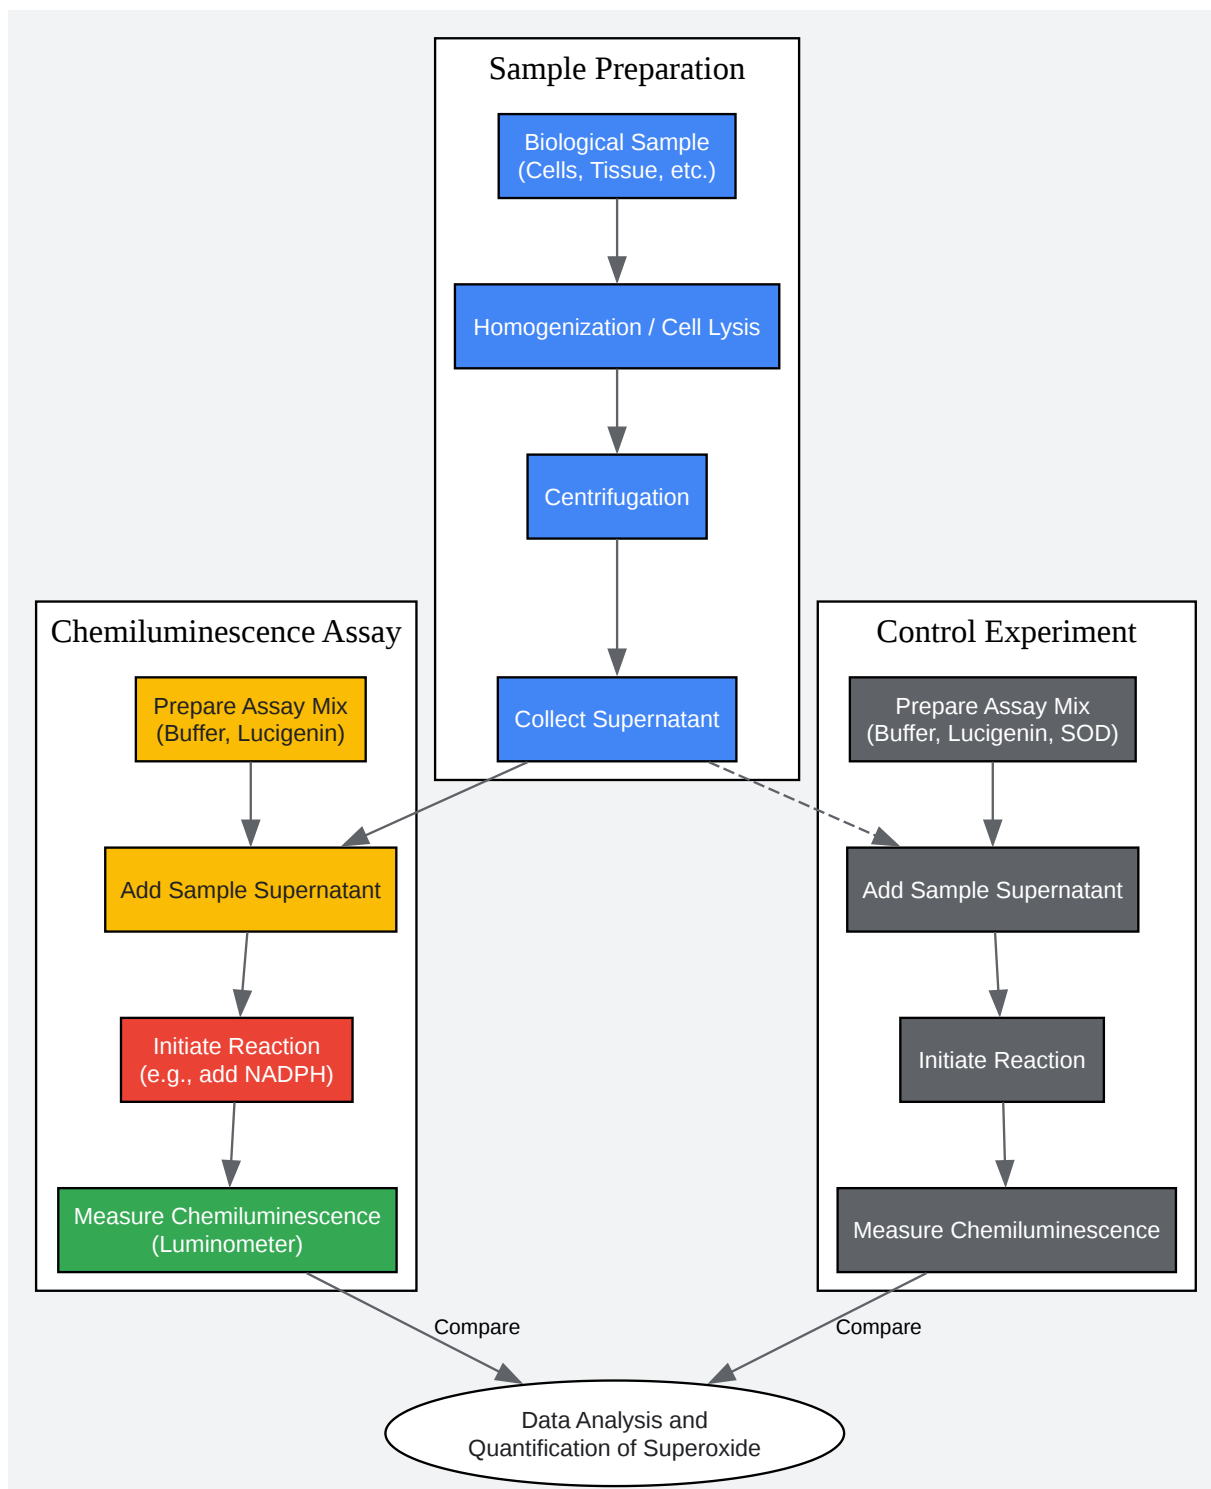 Sample Preparation
Biological Sample
(Cells, Tissue, etc.)
Homogenization / Cell Lysis
Centrifugation
Collect Supernatant
Chemiluminescence Assay
Prepare Assay Mix
(Buffer, Lucigenin)
Add Sample Supernatant
Initiate Reaction
(e.g., add NADPH)
Measure Chemiluminescence
(Luminometer)
Control Experiment
Prepare Assay Mix
(Buffer, Lucigenin, SOD)
Add Sample Supernatant
Initiate Reaction
Measure Chemiluminescence
Compare
Compare
Data Analysis and
Quantification of Superoxide